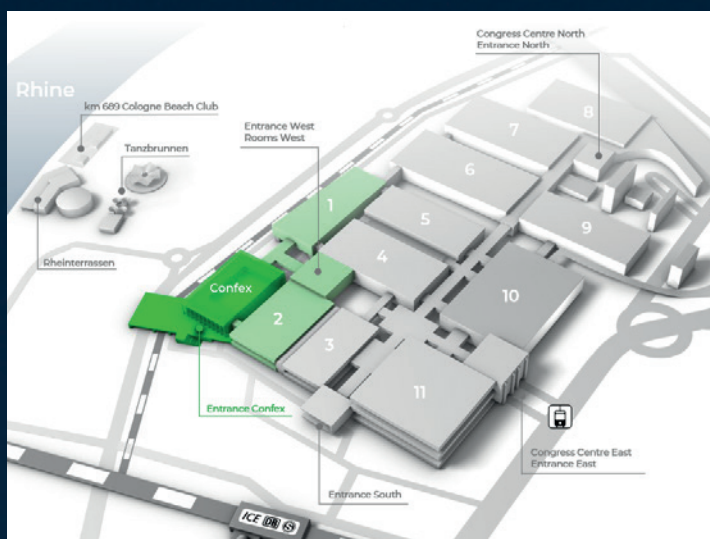 Congress Centre North
Entrance North
Rhine
km 689 Cologne Beach Club
Entrance West
Rooms West
Tanzbrunnen
8
7
6
1
5
9
Rheinterrassen
4
Confex
10
2
3
11
Entrance Confex
Congress Centre East
Entrance East
Entrance South
ICE DB S